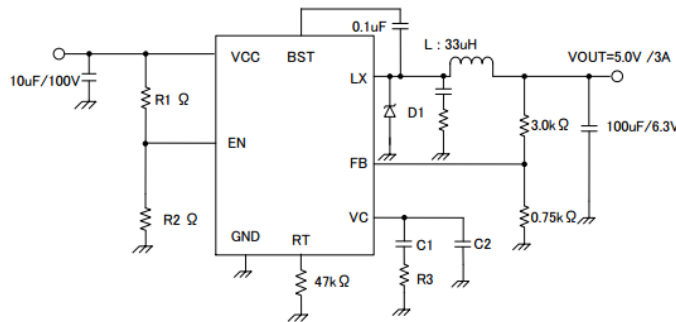 0.1uF
L : 33uH
VOUT=5.0V /3A
VCC
BST
LX
10uF/100V
R1 Ω
D1
3.0kΩ
100uF/6.3V
EN
FB
R2 Ω
VC
0.75kΩ
GND
RT
C1
C2
47kΩ
R3